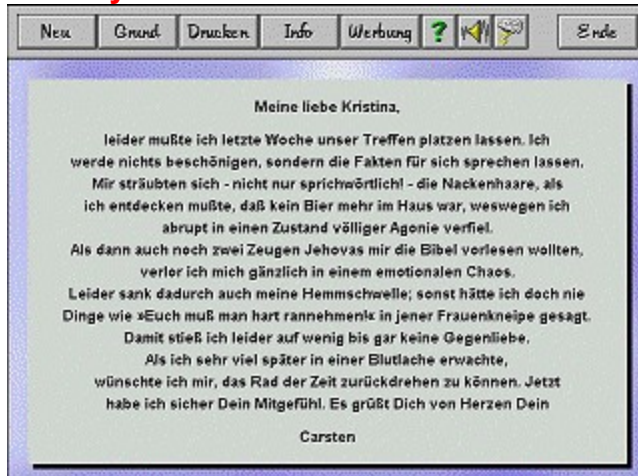 Neu Grund Drucken Info Werbung ? Ende
Meine liebe Kristina,
leider mußte ich letzte Woche unser Treffen platzen lassen. Ich
werde nichts beschönigen, sondern die Fakten für sich sprechen lassen.
Mir sträubten sich - nicht nur sprichwörtlich! - die Nackenhaare, als
ich entdecken mußte, daß kein Bier mehr im Haus war, weswegen ich
abrupt in einen Zustand völliger Agonie verfiel.
Als dann auch noch zwei Zeugen Jehovas mir die Bibel vorlesen wollten,
verlor ich mich gänzlich in einem emotionalen Chaos.
Leider sank dadurch auch meine Hemmschwelle; sonst hätte ich doch nie
Dinge wie »Euch muß man hart rannehmen!« in jener Frauenkneipe gesagt.
Damit stieß ich leider auf wenig bis gar keine Gegenliebe.
Als ich sehr viel später in einer Blutlache erwachte,
wünschte ich mir, das Rad der Zeit zurückdrehen zu können. Jetzt
habe ich sicher Dein Mitgefühl. Es grüßt Dich von Herzen Dein
Carsten